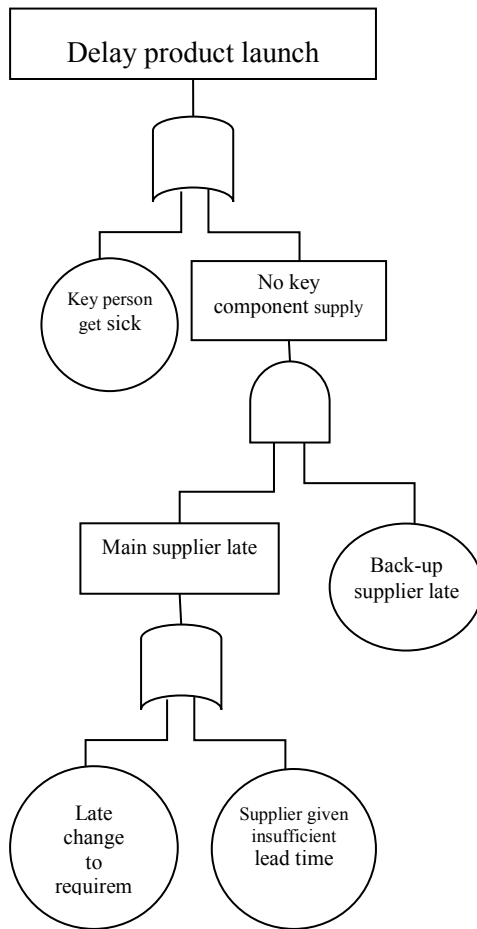 Delay product launch
Key person
get sick
No key
component supply
Main supplier late
Back-up
supplier late
Late
change
to
requirem
Supplier given
insufficient
lead time